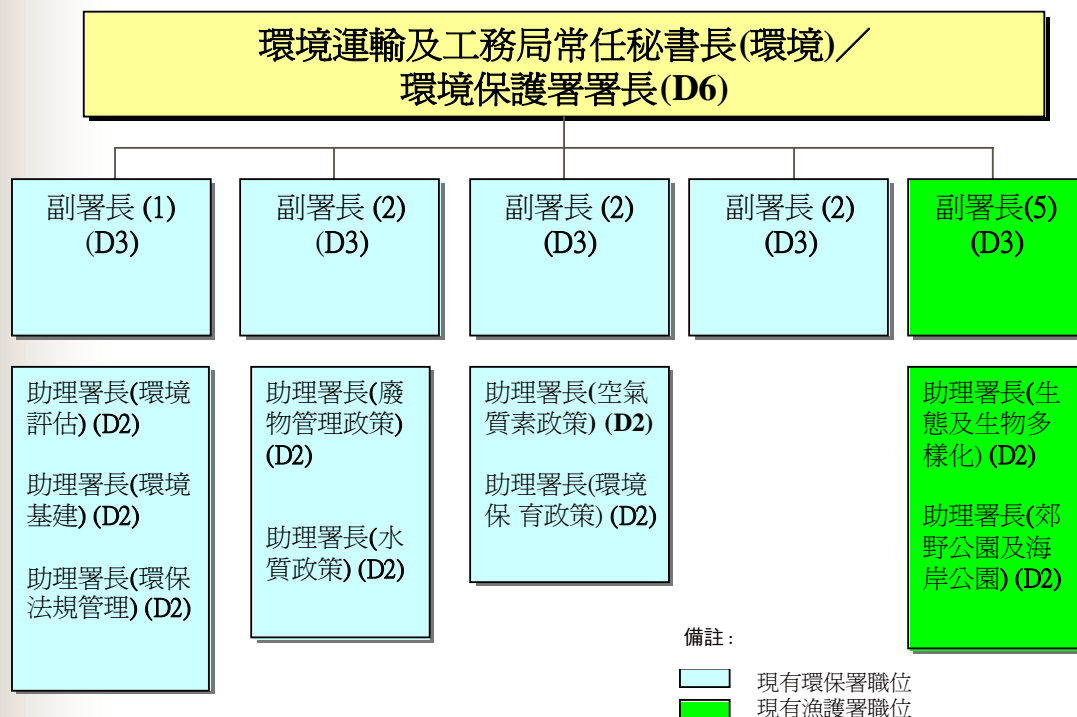 環境運輸及工務局常任秘書長(環境)／
環境保護署署長(D6)
副署長 (1)
(D3)
副署長 (2)
(D3)
副署長 (2)
(D3)
副署長 (2)
(D3)
副署長(5)
(D3)
助理署長(環境
評估) (D2)
助理署長(環境
基建) (D2)
助理署長(環保
法規管理) (D2)
助理署長(廢
物管理政策)
(D2)
助理署長(水
質政策) (D2)
助理署長(空氣
質素政策) (D2)
助理署長(環境
保 育政策) (D2)
助理署長(生
態及生物多
樣化) (D2)
助理署長(郊
野公園及海
岸公園) (D2)
備註 :
現有環保署職位
現有漁護署職位